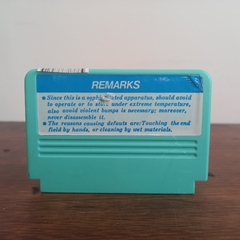 REMARKS
● Since this is a sophisticated apparatus, should avoid
to operate or to store under extreme temperature,
also avoid violent bumps is necessary; moreover,
never disassemble it.
● The reasons causing defauts are:Touching the end
field by hands, or cleaning by wet materials.